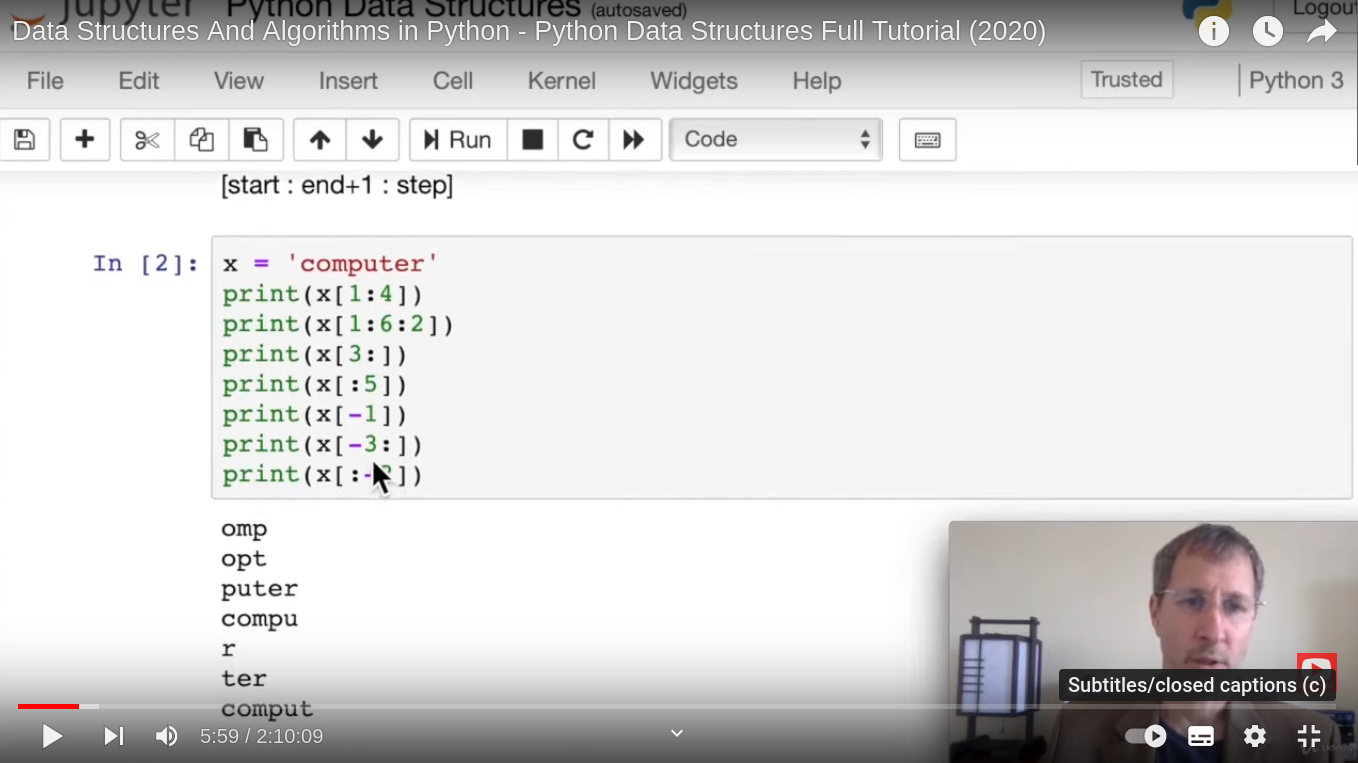 Jupyter Python Data Structures (autosaved)
Logout
Data Structures And Algorithms in Python - Python Data Structures Full Tutorial (2020)
File Edit View Insert Cell Kernel Widgets Help Trusted Python 3
Run Code
[start : end+1 : step]
In [2]: x = 'computer'
print(x[1:4])
print(x[1:6:2])
print(x[3:])
print(x[:5])
print(x[-1])
print(x[-3:])
print(x[:-2])
omp
opt
puter
compu
r
ter
comput
Subtitles/closed captions (c)
5:59 / 2:10:09